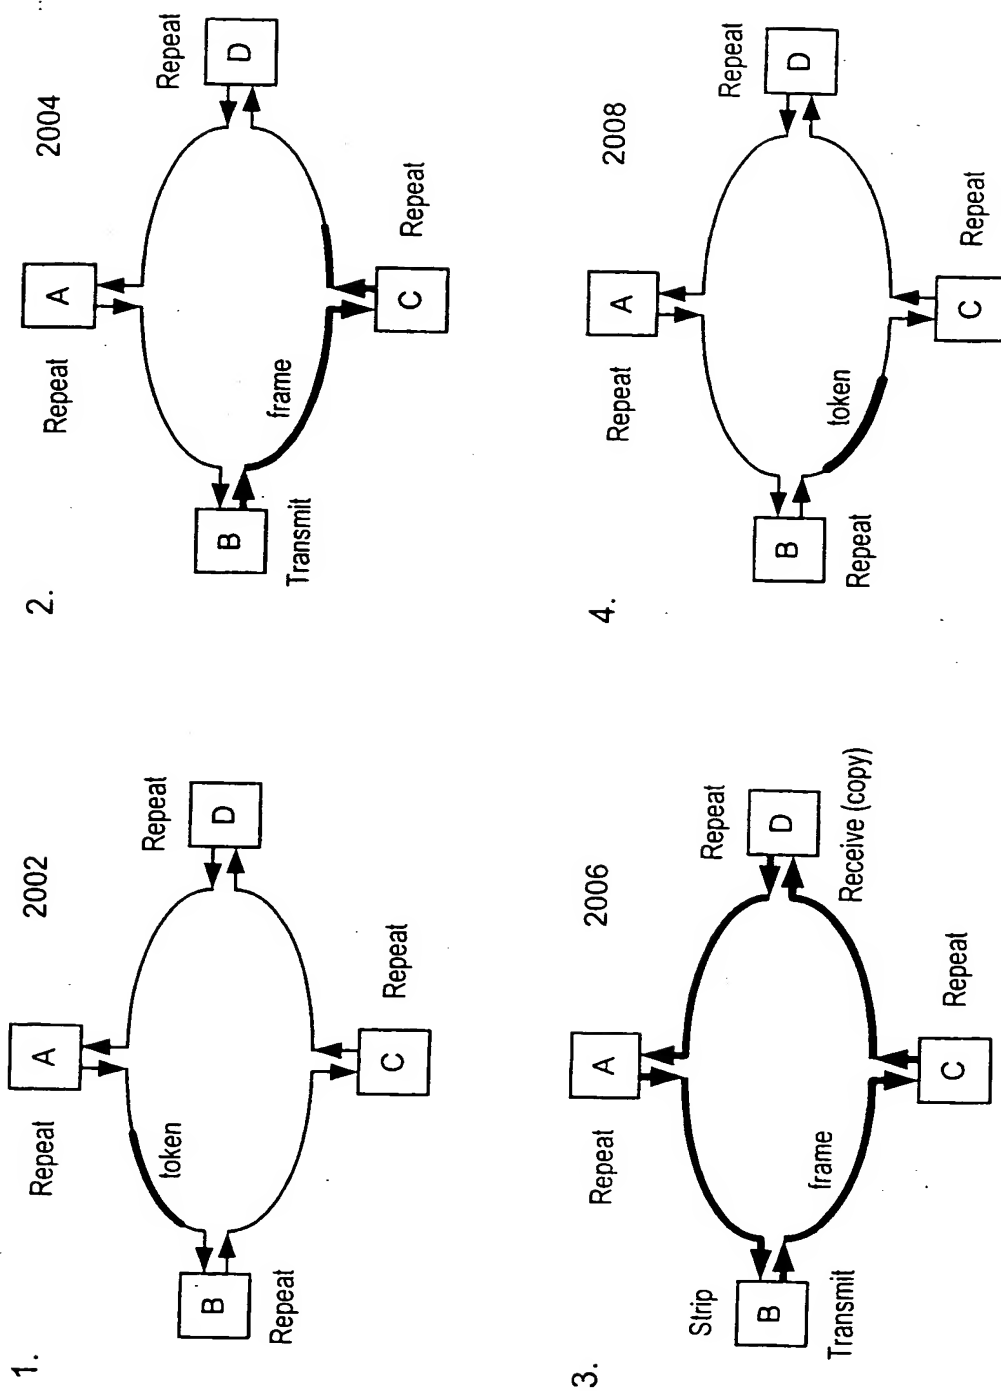 1.
2002
A
Repeat
token
B
Repeat
Repeat
D
C
Repeat
2.
2004
A
Repeat
frame
B
Transmit
Repeat
D
C
Repeat
3.
2006
A
Repeat
Strip
B
Transmit
frame
Repeat
D
Receive (copy)
C
Repeat
4.
2008
A
Repeat
token
B
Repeat
Repeat
D
C
Repeat